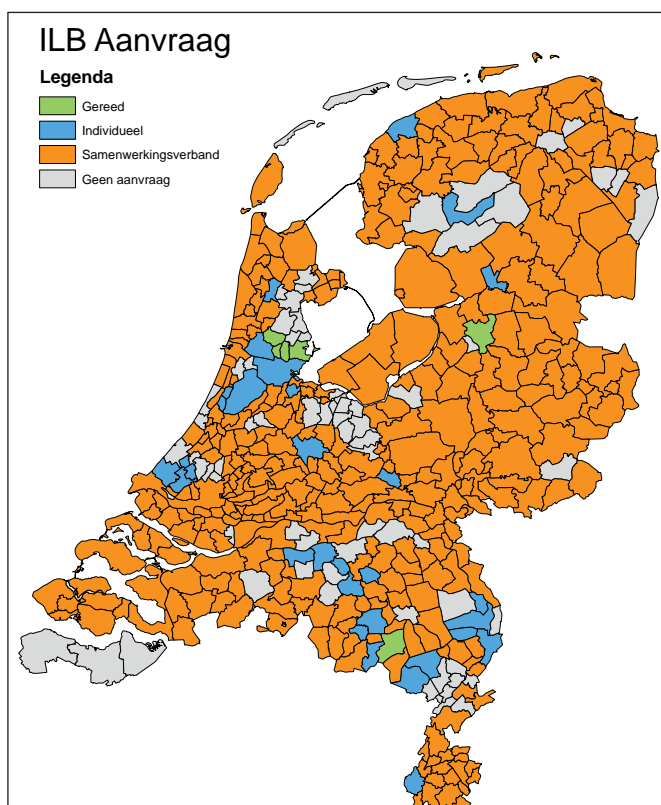 ILB Aanvraag
Legenda
Gereed
Individueel
Samenwerkingsverband
Geen aanvraag